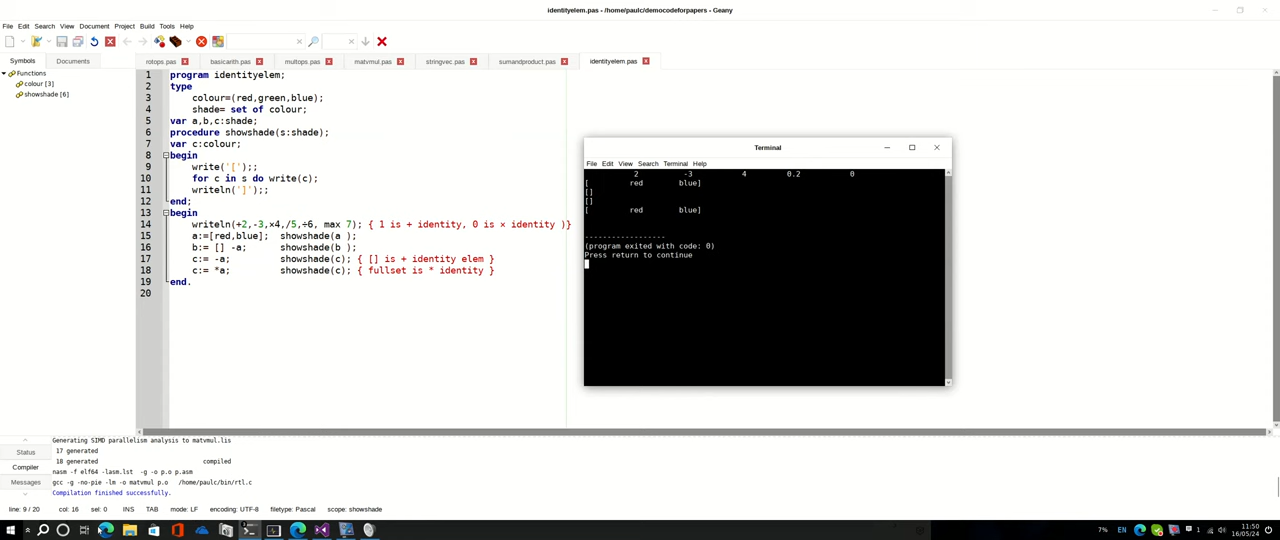 identityelem.pas - /home/paulc/democodeforpapers - Geany
File Edit Search View Document Project Build Tools Help
Symbols Documents
rotops.pas basicarith.pas multops.pas matvmul.pas stringvec.pas sumandproduct.pas identityelem.pas
Functions
colour [3]
showshade [6]
1 program identityelem;
2 type
3 colour=(red,green,blue);
4 shade= set of colour;
5 var a,b,c:shade;
6 procedure showshade(s:shade);
7 var c:colour;
8 begin
9 write('[');;
10 for c in s do write(c);
11 writeln(']');;
12 end;
13 begin
14 writeln(+2,-3,×4,/5,÷6, max 7); { 1 is + identity, 0 is × identity )}
15 a:=[red,blue]; showshade(a );
16 b:= [] -a; showshade(b );
17 c:= -a; showshade(c); { [] is + identity elem }
18 c:= *a; showshade(c); { fullset is * identity }
19 end.
20
Terminal
File Edit View Search Terminal Help
2 -3 4 0.2 0
[ red blue]
[]
[]
[ red blue]
------------------
(program exited with code: 0)
Press return to continue
Status
Compiler
Messages
Generating SIMD parallelism analysis to matvmul.lis
17 generated
18 generated compiled
nasm -f elf64 -lasm.lst -g -o p.o p.asm
gcc -g -no-pie -lm -o matvmul p.o /home/paulc/bin/rtl.c
Compilation finished successfully.
line: 9 / 20 col: 16 sel: 0 INS TAB mode: LF encoding: UTF-8 filetype: Pascal scope: showshade
7% EN 1 11:50
16/05/24